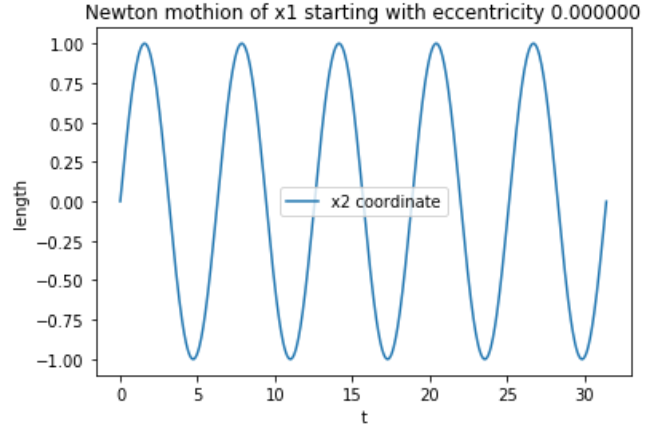 Newton mothion of x1 starting with eccentricity 0.000000
1.00
0.75
0.50
0.25
0.00
−0.25
−0.50
−0.75
−1.00
length
x2 coordinate
0 5 10 15 20 25 30
t